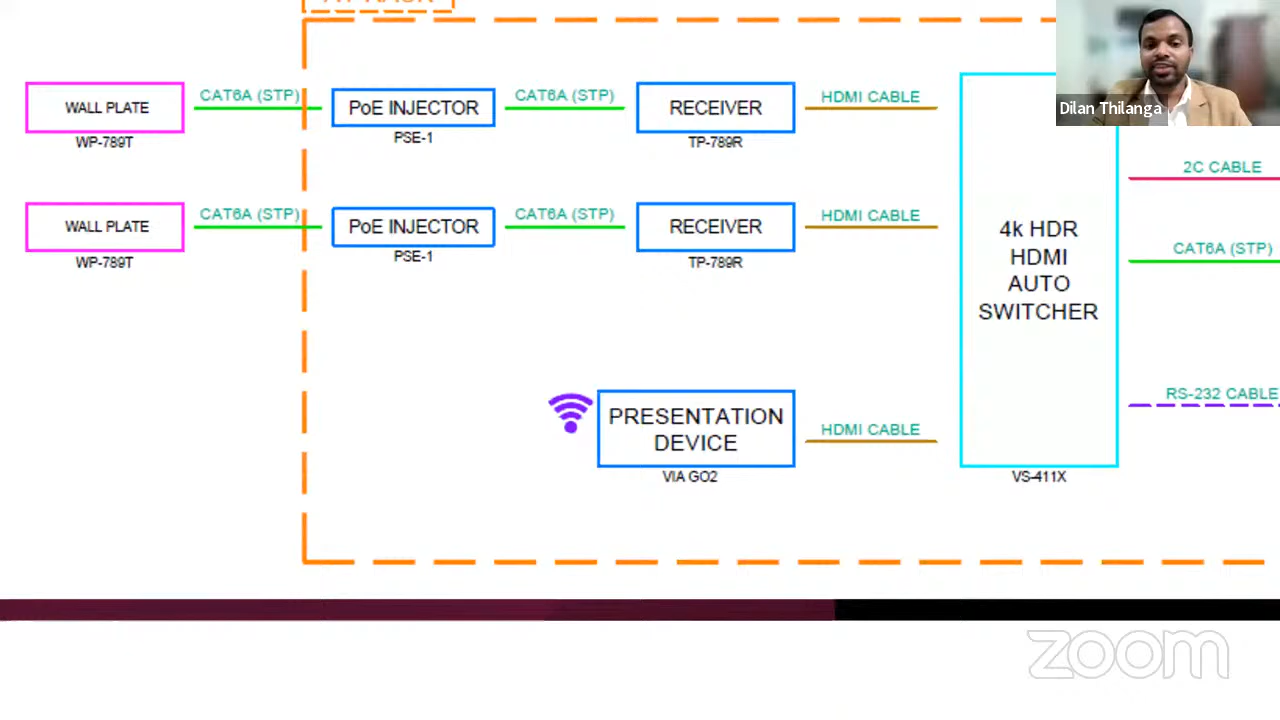 Dilan Thilanga
WALL PLATE
WP-789T
CAT6A (STP)
PoE INJECTOR
PSE-1
CAT6A (STP)
RECEIVER
TP-789R
HDMI CABLE
WALL PLATE
WP-789T
CAT6A (STP)
PoE INJECTOR
PSE-1
CAT6A (STP)
RECEIVER
TP-789R
HDMI CABLE
PRESENTATION
DEVICE
VIA GO2
HDMI CABLE
4k HDR
HDMI
AUTO
SWITCHER
VS-411X
2C CABLE
CAT6A (STP)
RS-232 CABLE
zoom